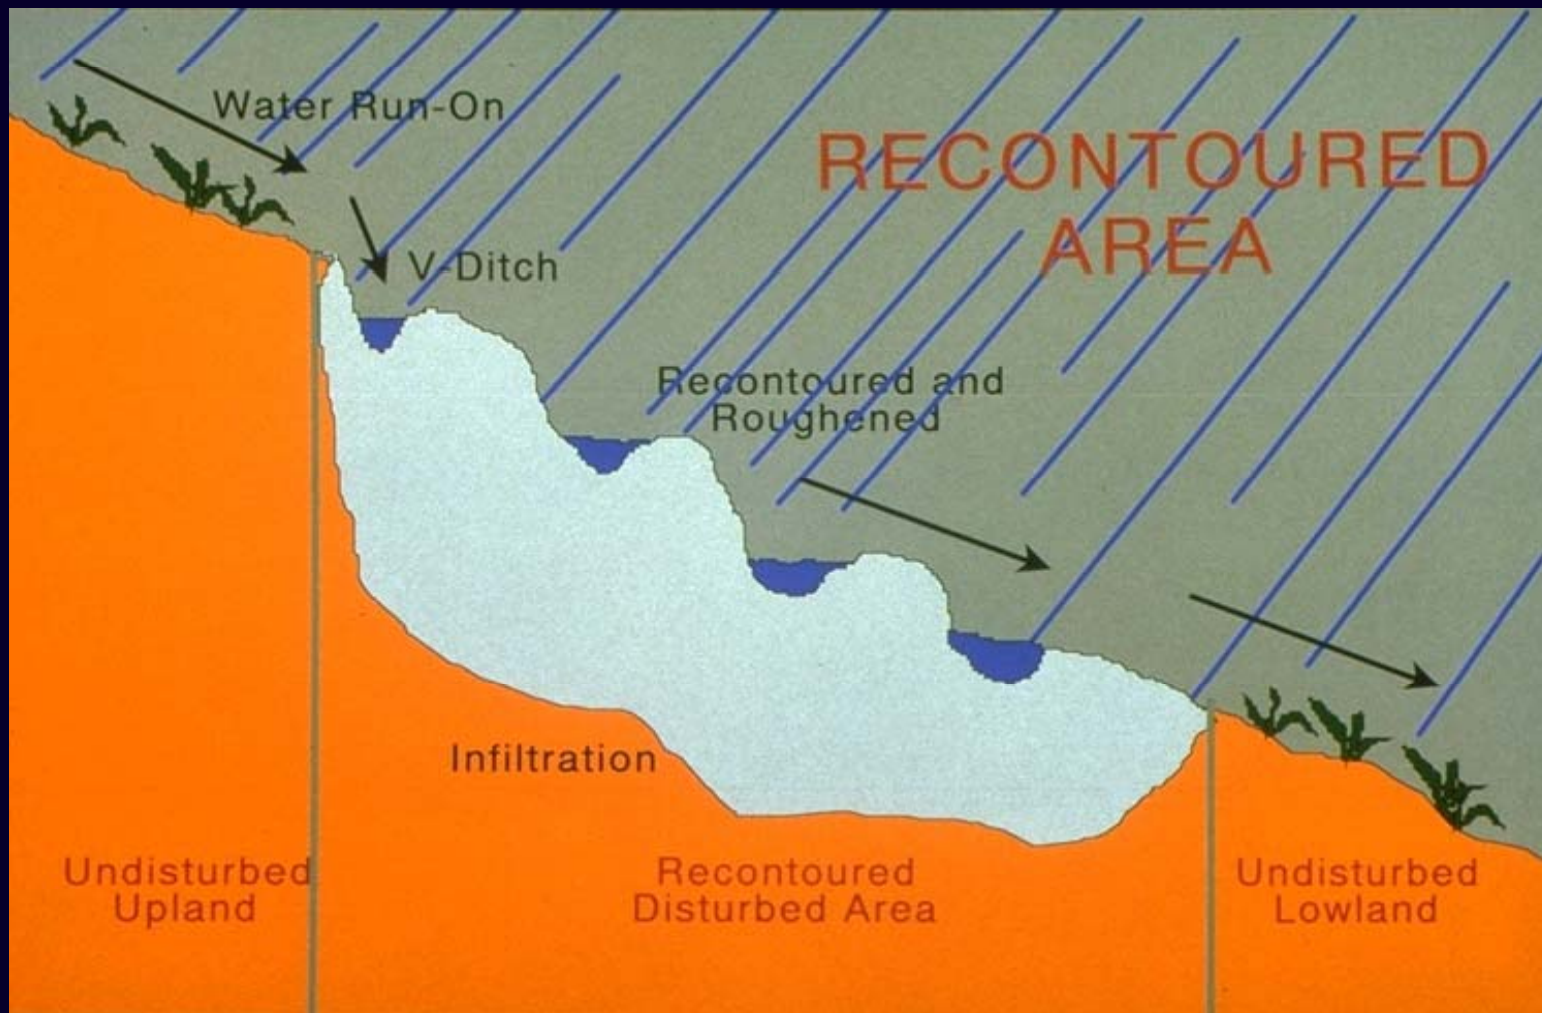 Water Run-On
RECONTOURED
AREA
V-Ditch
Recontoured and
Roughened
Infiltration
Undisturbed
Upland
Recontoured
Disturbed Area
Undisturbed
Lowland